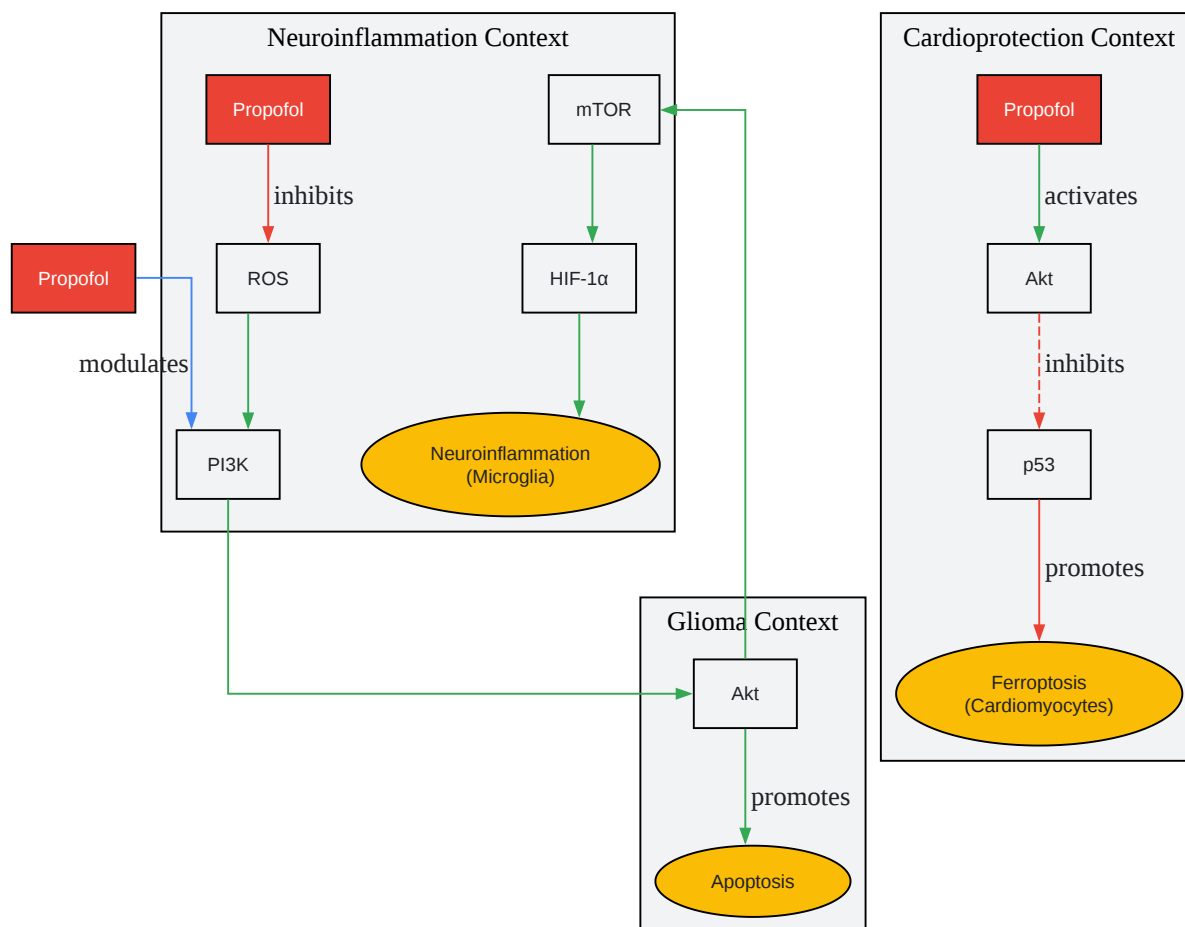 Neuroinflammation Context
Cardioprotection Context
Propofol
mTOR
Propofol
inhibits
activates
Propofol
ROS
HIF-1α
Akt
modulates
inhibits
PI3K
Neuroinflammation
(Microglia)
p53
promotes
Glioma Context
Akt
Ferroptosis
(Cardiomyocytes)
promotes
Apoptosis